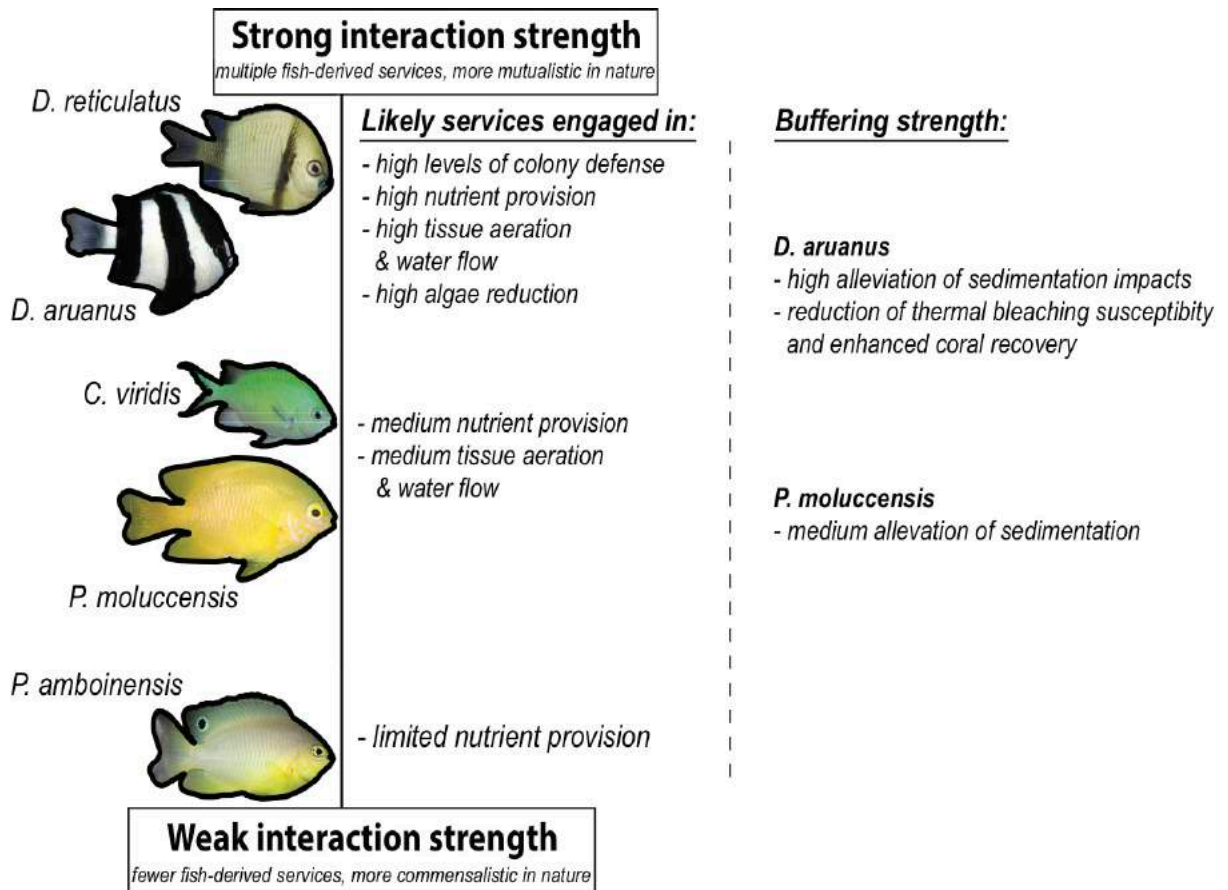 Strong interaction strength
multiple fish-derived services, more mutualistic in nature
D. reticulatus
D. aruanus
C. viridis
P. moluccensis
P. amboinensis
Likely services engaged in:
- high levels of colony defense
- high nutrient provision
- high tissue aeration
& water flow
- high algae reduction
- medium nutrient provision
- medium tissue aeration
& water flow
- limited nutrient provision
Buffering strength:
D. aruanus
- high alleviation of sedimentation impacts
- reduction of thermal bleaching susceptibity
and enhanced coral recovery
P. moluccensis
- medium allevation of sedimentation
Weak interaction strength
fewer fish-derived services, more commensalistic in nature